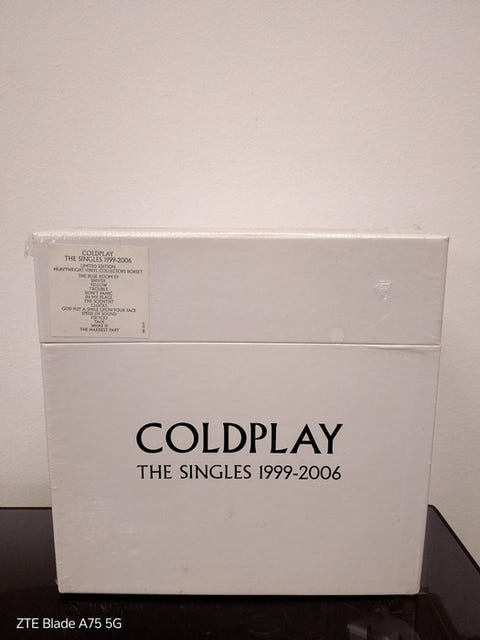 COLDPLAY
THE SINGLES 1999-2006
LIMITED EDITION
HEAVYWEIGHT VINYL COLLECTORS BOXSET
THE BLUE ROOM EP
SHIVER
YELLOW
TROUBLE
DON'T PANIC
IN MY PLACE
THE SCIENTIST
CLOCKS
GOD PUT A SMILE UPON YOUR FACE
SPEED OF SOUND
FIX YOU
TALK
WHAT IF
THE HARDEST PART
COLDPLAY
THE SINGLES 1999-2006
ZTE Blade A75 5G